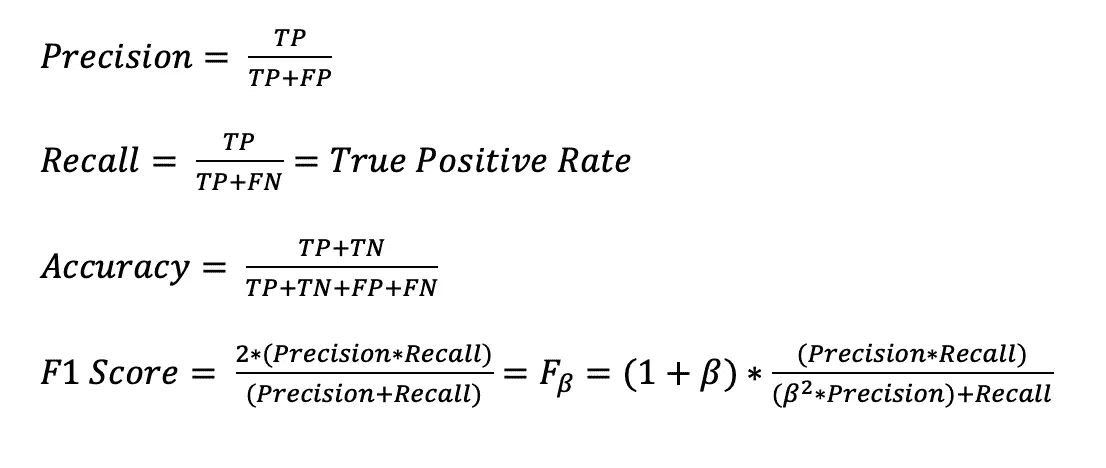 Precision = TP/(TP+FP)
Recall = TP/(TP+FN) = True Positive Rate
Accuracy = (TP+TN)/(TP+TN+FP+FN)
F1 Score = 2*(Precision*Recall)/(Precision+Recall) = Fβ = (1 + β) * (Precision*Recall)/((β²*Precision)+Recall)